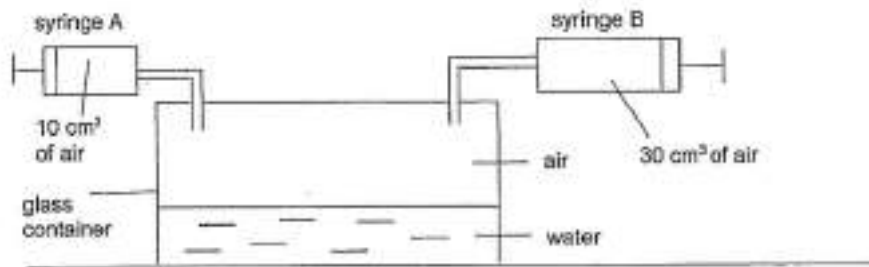 syringe A
syringe B
10 cm³
of air
air
30 cm³ of air
glass
container
water